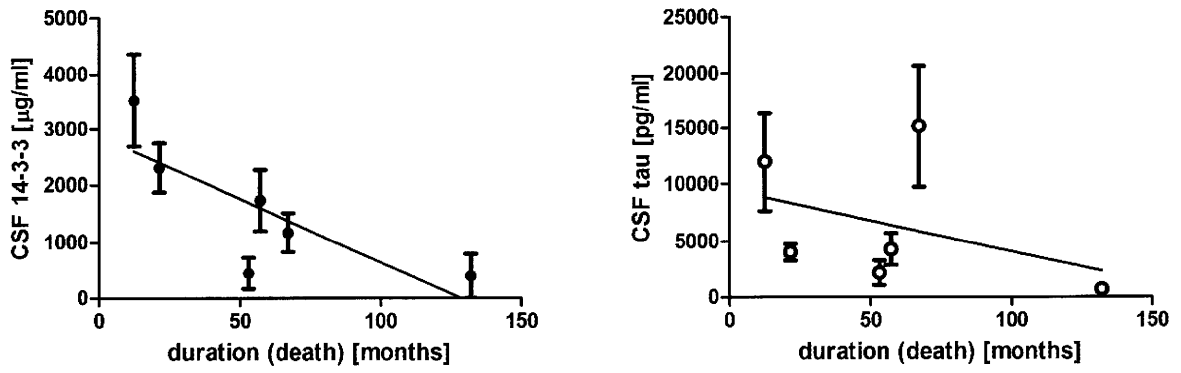 5000
4000
3000
2000
1000
0
CSF 14-3-3 [µg/ml]
0 50 100 150
duration (death) [months]
25000
20000
15000
10000
5000
0
CSF tau [pg/ml]
0 50 100 150
duration (death) [months]